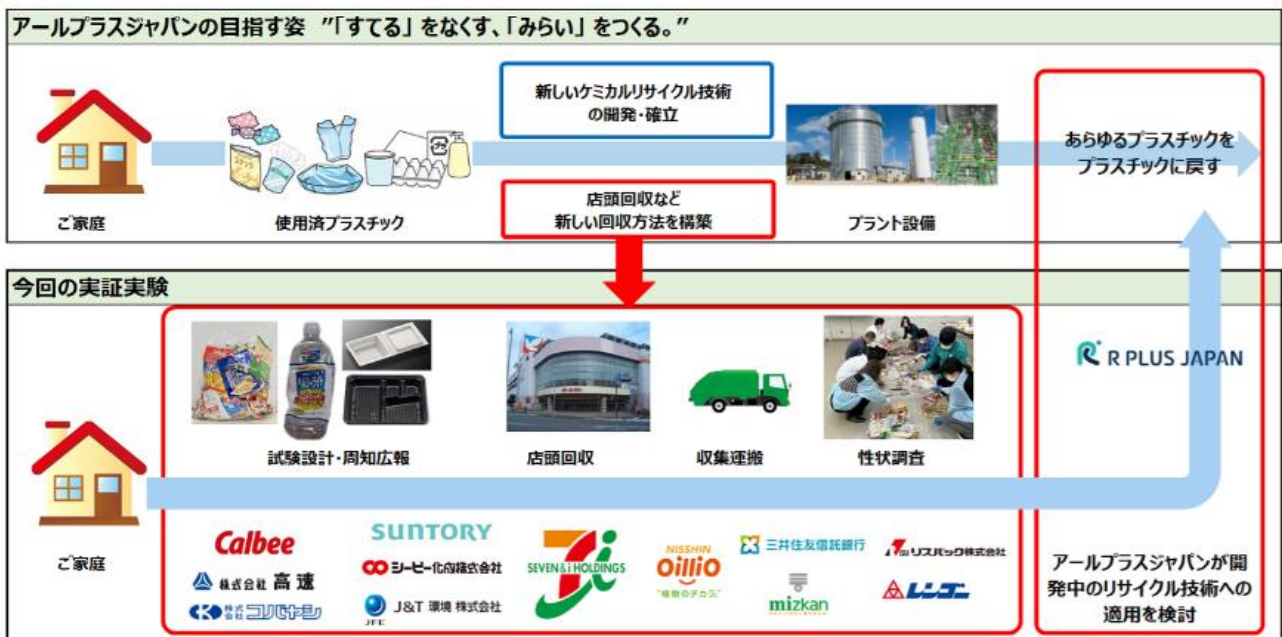 アールプラスジャパンの目指す姿 ”「すてる」をなくす、「みらい」をつくる。”
新しいケミカルリサイクル技術
の開発・確立
あらゆるプラスチックを
プラスチックに戻す
店頭回収など
新しい回収方法を構築
ご家庭
使用済プラスチック
プラント設備
今回の実証実験
R PLUS JAPAN
試験設計・周知広報
店頭回収
収集運搬
性状調査
ご家庭
Calbee
SUNTORY
SEVEN&i HOLDINGS
NISSHIN
OilliO
"植物のチカラ"
三井住友信託銀行
リスパック株式会社
株式会社 高速
シーピー化成株式会社
mizkan
レンゴー
株式
会社 コバヤシ
JFE
J&T 環境 株式会社
アールプラスジャパンが開
発中のリサイクル技術への
適用を検討